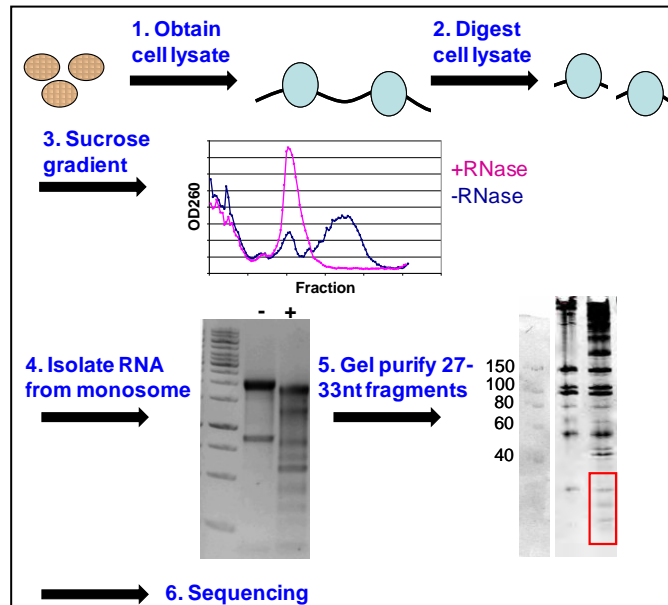 1. Obtain
cell lysate
2. Digest
cell lysate
3. Sucrose
gradient
OD260
+RNase
-RNase
Fraction
- +
4. Isolate RNA
from monosome
5. Gel purify 27-
33nt fragments
150
100
80
60
40
6. Sequencing